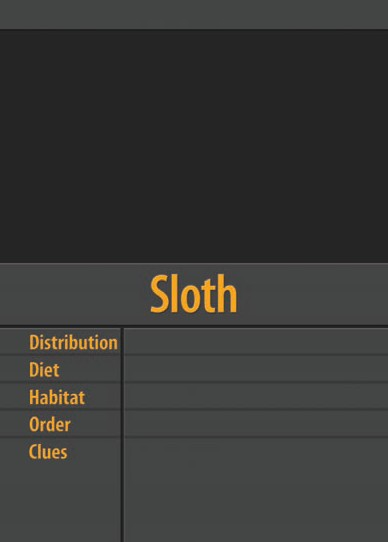 Sloth
Distribution
Diet
Habitat
Order
Clues